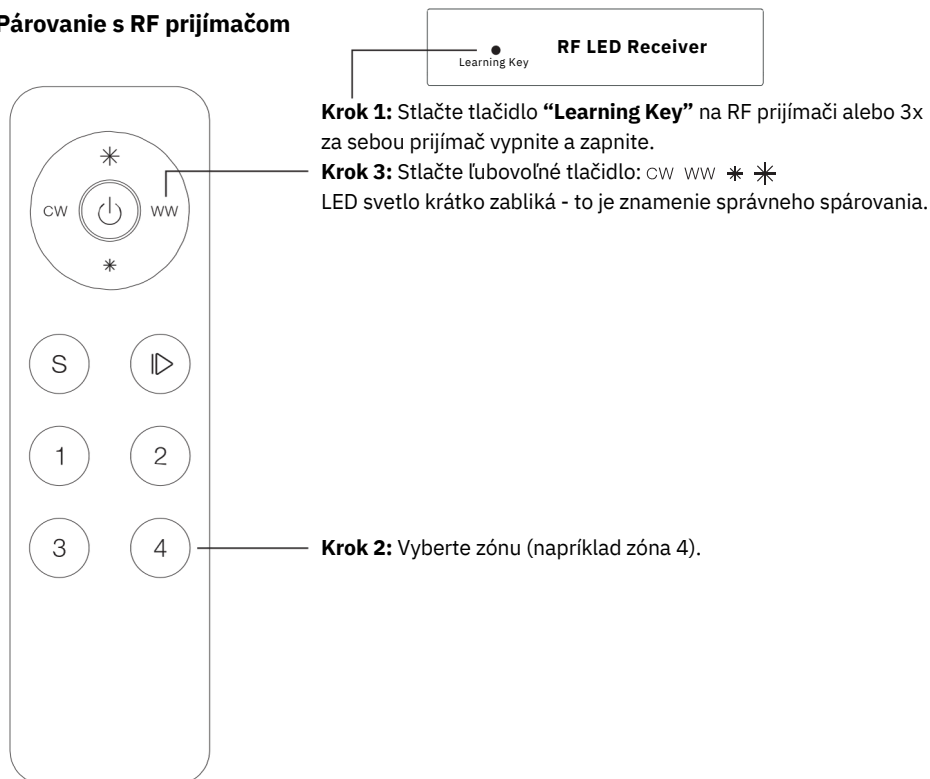 Párovanie s RF prijímačom
RF LED Receiver
Learning Key
Krok 1: Stlačte tlačidlo “Learning Key” na RF prijímači alebo 3x
za sebou prijímač vypnite a zapnite.
Krok 3: Stlačte ľubovoľné tlačidlo: CW WW
LED svetlo krátko zabliká - to je znamenie správneho spárovania.
CW
WW
S
1
2
3
4
Krok 2: Vyberte zónu (napríklad zóna 4).